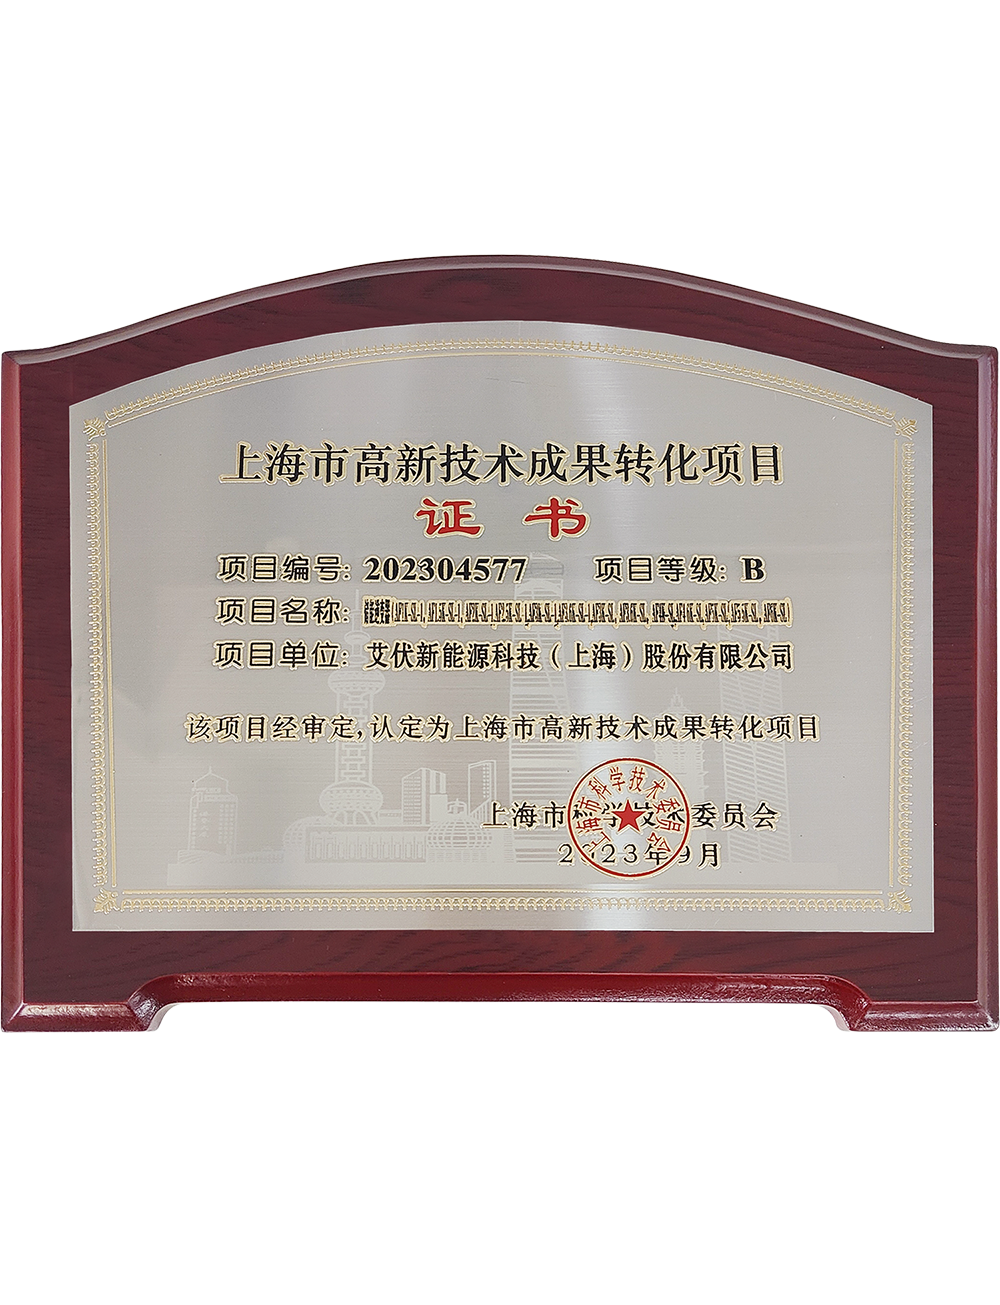 上海市高新技术成果转化项目
证书
项目编号: 202304577 项目等级: B
项目名称:
项目单位: 艾伏新能源科技（上海）股份有限公司
该项目经审定,认定为上海市高新技术成果转化项目
上海市科学技术委员会
2023年9月
上海市科学技术委员会